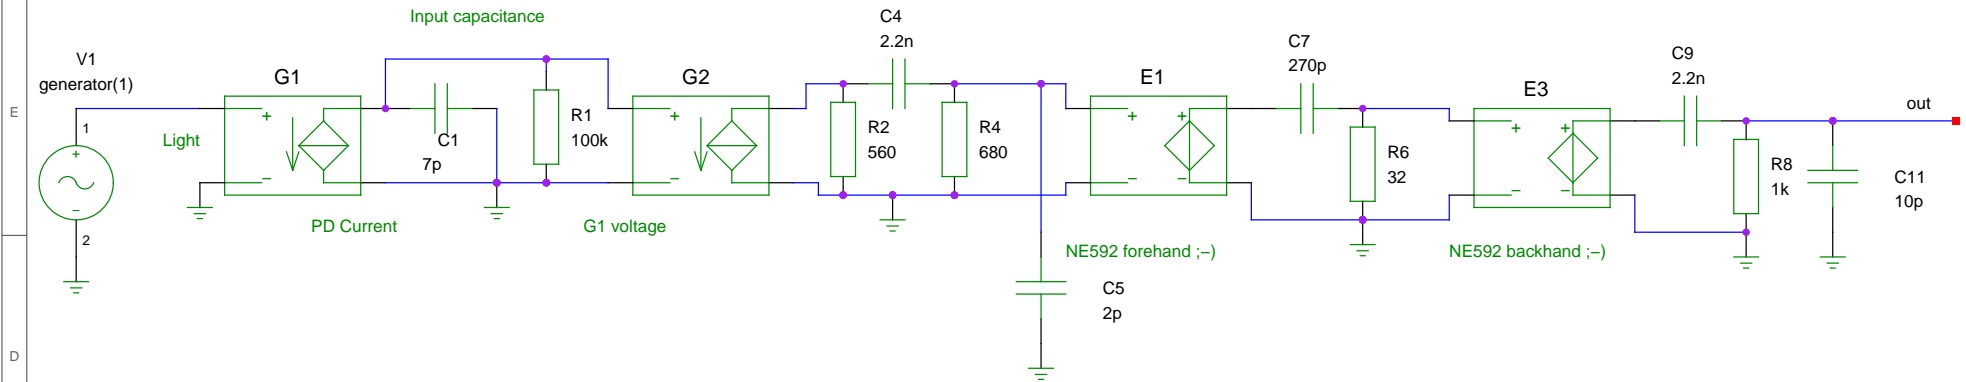 Input capacitance
V1
generator(1)
1
2
Light
G1
PD Current
C1
7p
R1
100k
G2
G1 voltage
C4
2.2n
R2
560
R4
680
C5
2p
E1
NE592 forehand ;–)
C7
270p
R6
32
E3
NE592 backhand ;–)
C9
2.2n
R8
1k
C11
10p
out
E
D